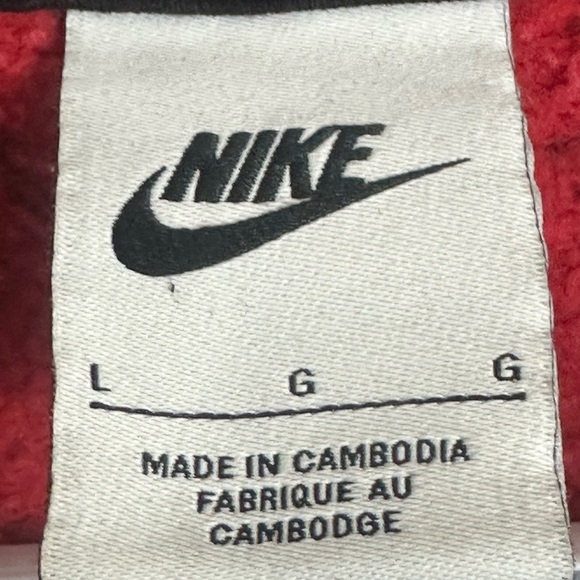 NIKE
L G G
MADE IN CAMBODIA
FABRIQUE AU
CAMBODGE